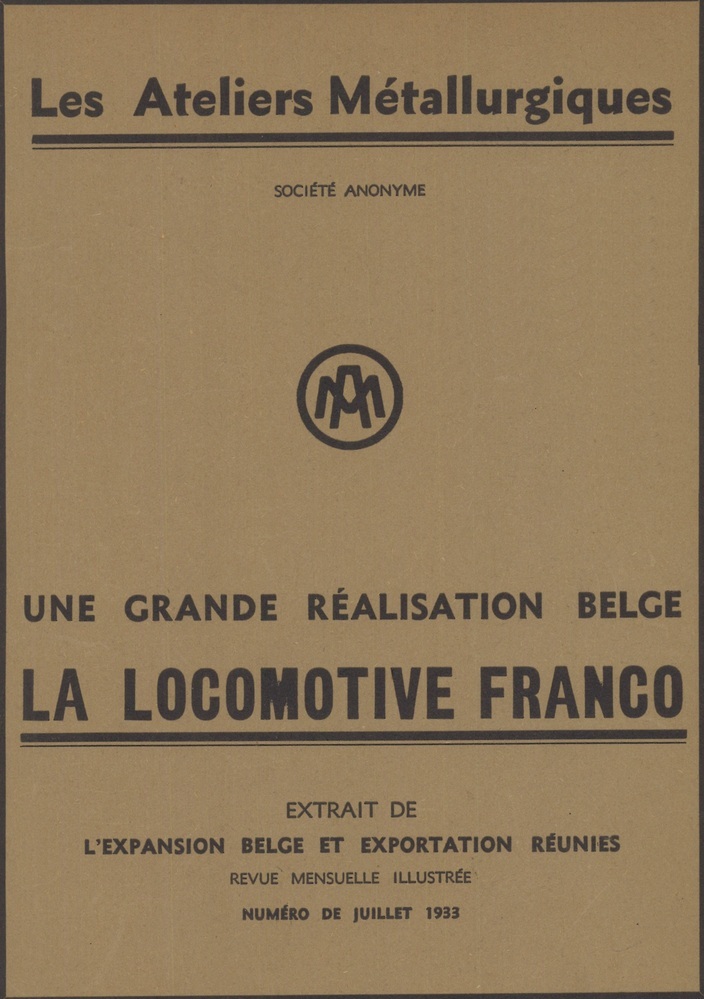 Les Ateliers Métallurgiques
SOCIÉTÉ ANONYME
AM
UNE GRANDE RÉALISATION BELGE
LA LOCOMOTIVE FRANCO
EXTRAIT DE
L'EXPANSION BELGE ET EXPORTATION RÉUNIES
REVUE MENSUELLE ILLUSTRÉE
NUMÉRO DE JUILLET 1933